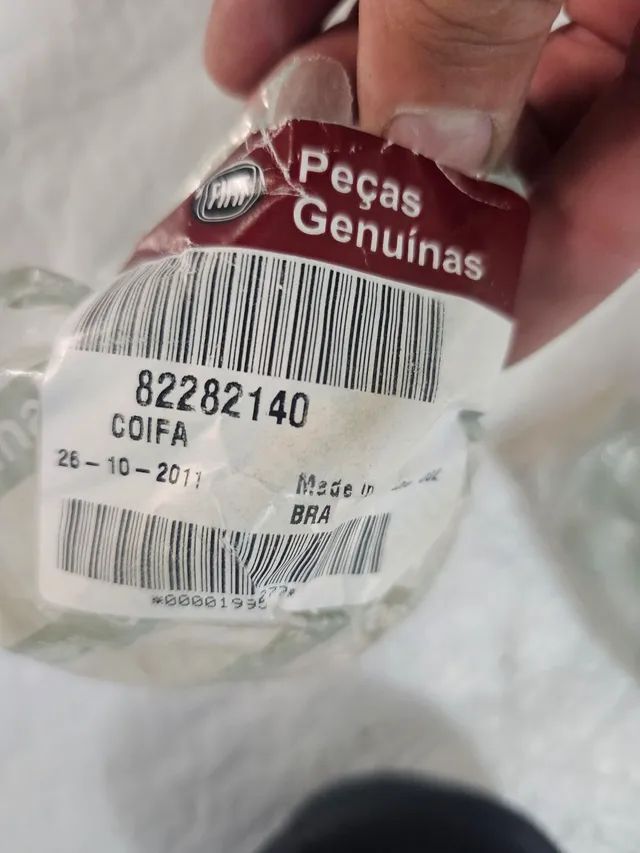 FIAT
Peças
Genuínas
82282140
COIFA
26-10-2011
Made in
BRA